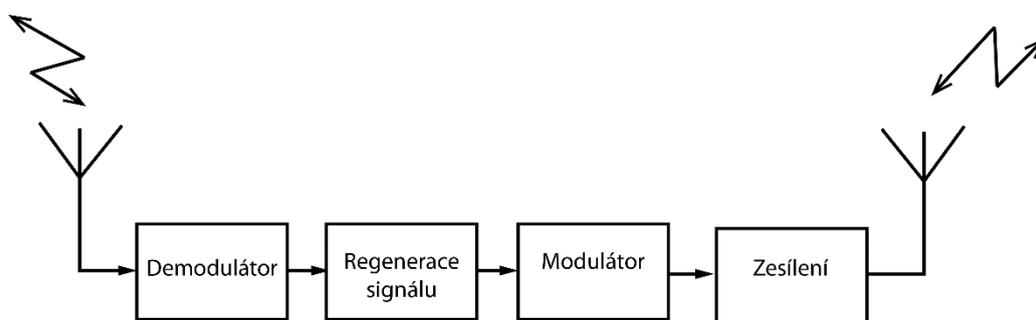 Demodulátor
Regenerace
signálu
Modulátor
Zesílení